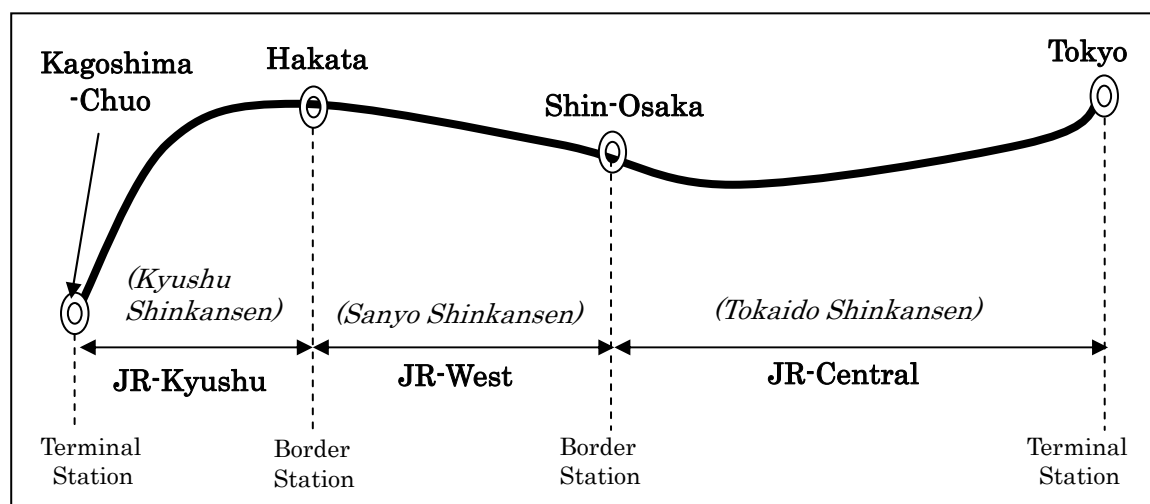 Kagoshima
-Chuo
Hakata
Shin-Osaka
Tokyo
(Kyushu
Shinkansen)
(Sanyo Shinkansen)
(Tokaido Shinkansen)
JR-Kyushu
JR-West
JR-Central
Terminal
Station
Border
Station
Border
Station
Terminal
Station